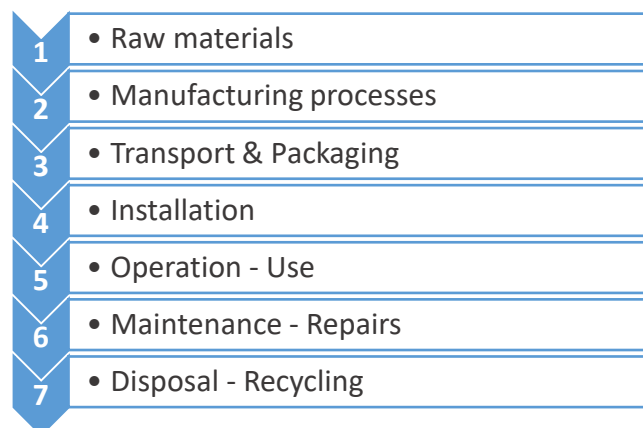 1 • Raw materials
2 • Manufacturing processes
3 • Transport & Packaging
4 • Installation
5 • Operation - Use
6 • Maintenance - Repairs
7 • Disposal - Recycling